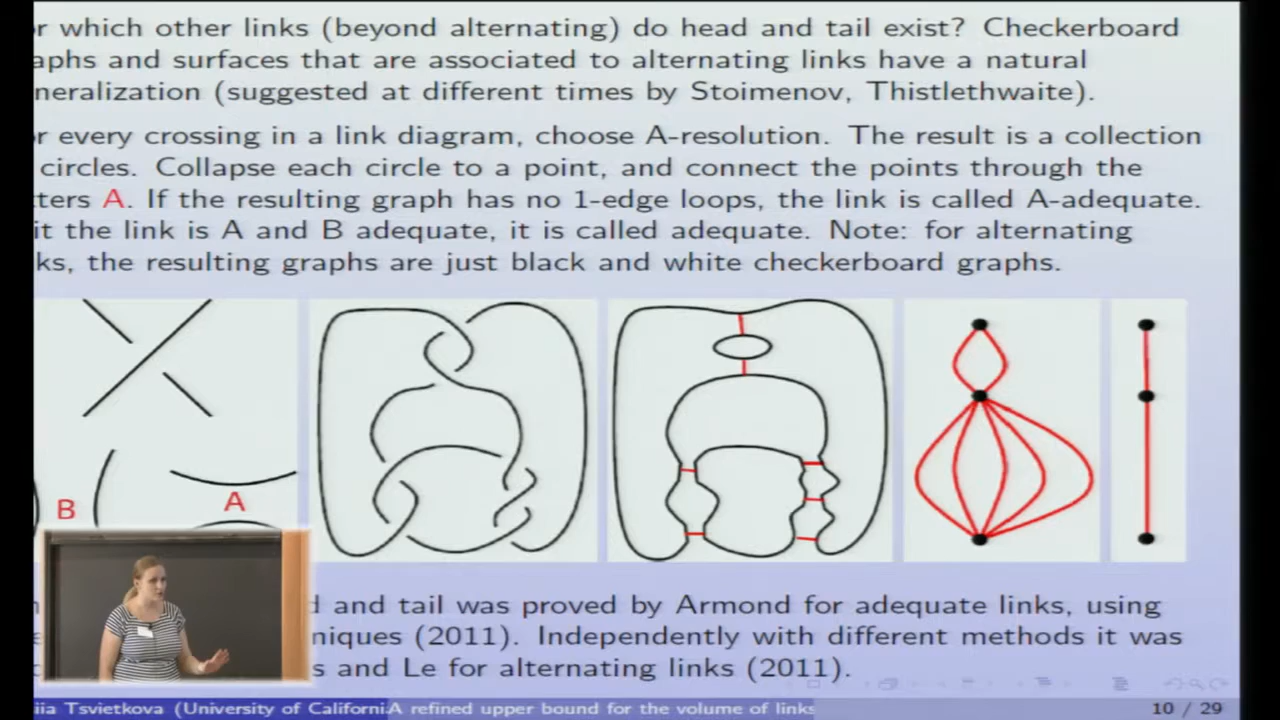 r which other links (beyond alternating) do head and tail exist? Checkerboard
aphs and surfaces that are associated to alternating links have a natural
neralization (suggested at different times by Stoimenov, Thistlethwaite).
r every crossing in a link diagram, choose A-resolution. The result is a collection
circles. Collapse each circle to a point, and connect the points through the
ters A. If the resulting graph has no 1-edge loops, the link is called A-adequate.
it the link is A and B adequate, it is called adequate. Note: for alternating
ks, the resulting graphs are just black and white checkerboard graphs.
B A
d and tail was proved by Armond for adequate links, using
niques (2011). Independently with different methods it was
s and Le for alternating links (2011).
iia Tsvietkova (University of Californi A refined upper bound for the volume of links 10 / 29